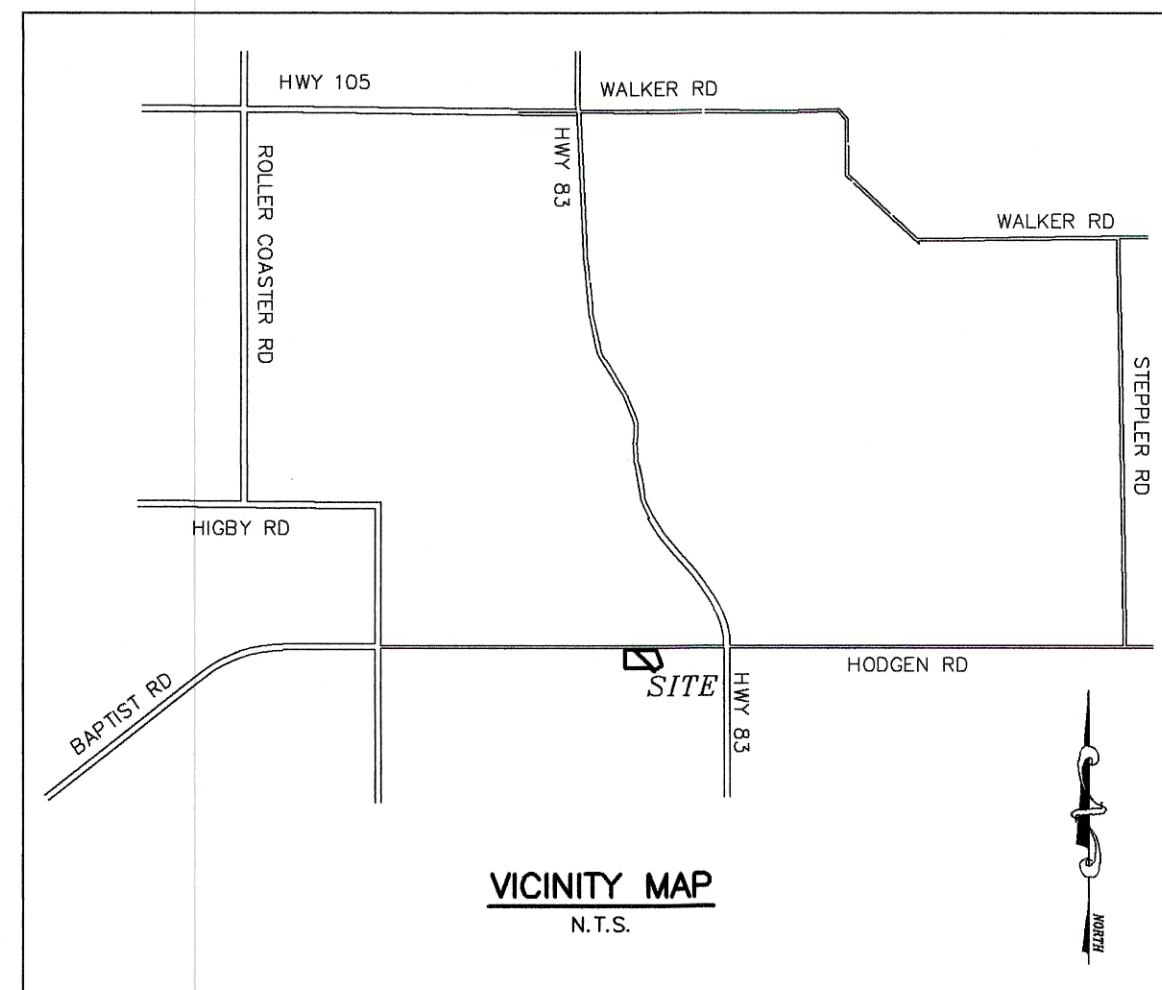 HWY 105
WALKER RD
HWY 83
ROLLER COASTER RD
WALKER RD
STEPPLER RD
HIGBY RD
HODGEN RD
SITE
HWY 83
BAPTIST RD
VICINITY MAP
N.T.S.
NORTH